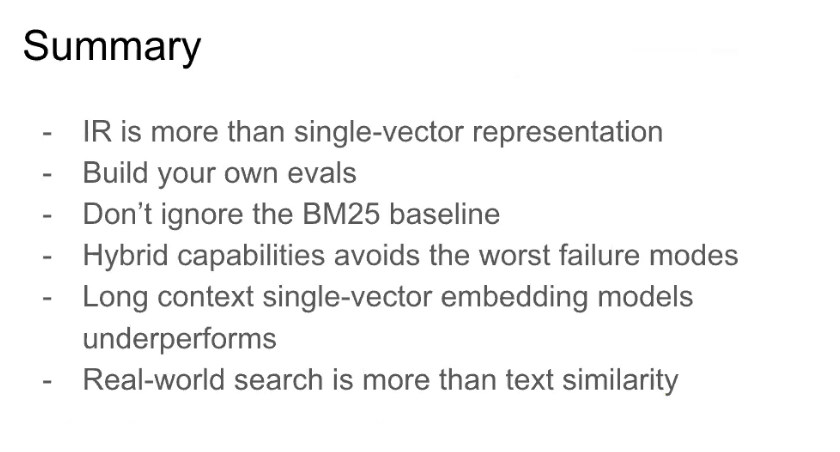 Summary
- IR is more than single-vector representation
- Build your own evals
- Don’t ignore the BM25 baseline
- Hybrid capabilities avoids the worst failure modes
- Long context single-vector embedding models
underperforms
- Real-world search is more than text similarity